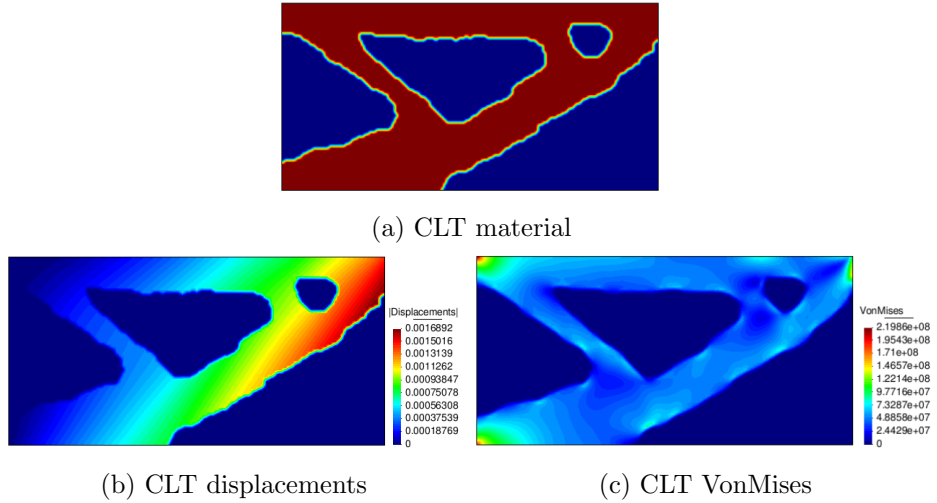 (a) CLT material
|Displacements|
0.0016892
0.0015016
0.0013139
0.0011262
0.00093847
0.00075078
0.00056308
0.00037539
0.00018769
0
VonMises
2.1986e+08
1.9543e+08
1.71e+08
1.4657e+08
1.2214e+08
9.7716e+07
7.3287e+07
4.8858e+07
2.4429e+07
0
(b) CLT displacements
(c) CLT VonMises